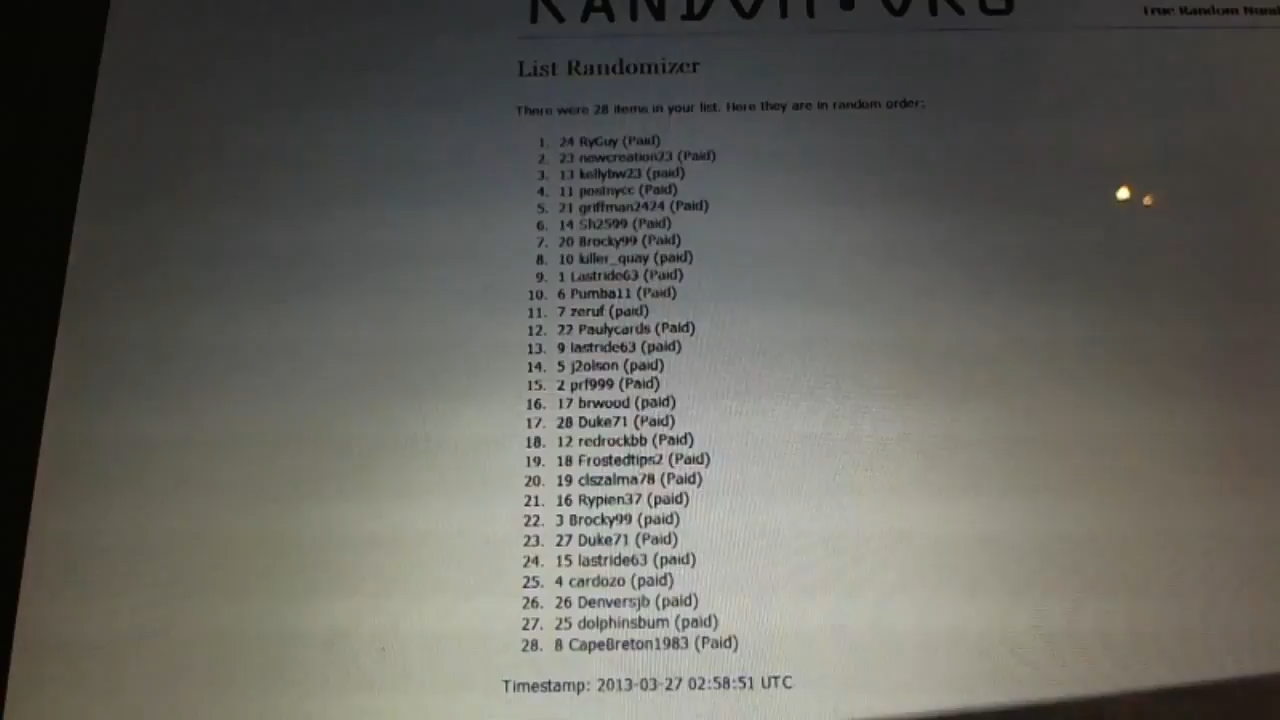 RANDOM.ORG
True Random
List Randomizer
There were 28 items in your list. Here they are in random order:
1. 24 RyGuy (Paid)
2. 23 newcreation23 (Paid)
3. 13 kellybw23 (paid)
4. 11 postnycc (Paid)
5. 21 griffman2424 (Paid)
6. 14 Sh2599 (Paid)
7. 20 Brocky99 (Paid)
8. 10 killer_quay (paid)
9. 1 Lastride63 (Paid)
10. 6 Pumba11 (Paid)
11. 7 zeruf (paid)
12. 22 Paulycards (Paid)
13. 9 lastride63 (paid)
14. 5 j2olson (paid)
15. 2 prf999 (Paid)
16. 17 brwood (paid)
17. 28 Duke71 (Paid)
18. 12 redrockbb (Paid)
19. 18 Frostedtips2 (Paid)
20. 19 clszalma78 (Paid)
21. 16 Rypien37 (paid)
22. 3 Brocky99 (paid)
23. 27 Duke71 (Paid)
24. 15 lastride63 (paid)
25. 4 cardozo (paid)
26. 26 Denversjb (paid)
27. 25 dolphinsbum (paid)
28. 8 CapeBreton1983 (Paid)
Timestamp: 2013-03-27 02:58:51 UTC